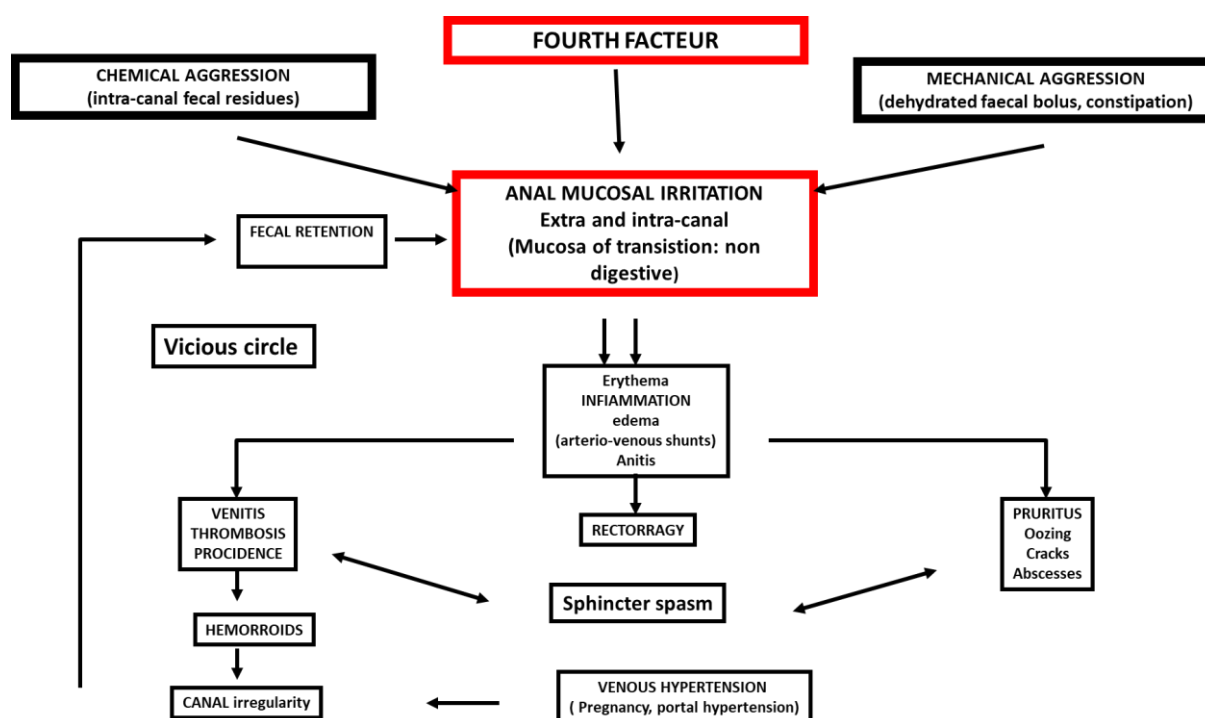 FOURTH FACTEUR
CHEMICAL AGGRESSION
(intra-canal fecal residues)
MECHANICAL AGGRESSION
(dehydrated faecal bolus, constipation)
ANAL MUCOSAL IRRITATION
Extra and intra-canal
(Mucosa of transistion: non
digestive)
FECAL RETENTION
Vicious circle
Erythema
INFIAMMATION
edema
(arterio-venous shunts)
Anitis
VENITIS
THROMBOSIS
PROCIDENCE
RECTORRAGY
PRURITUS
Oozing
Cracks
Abscesses
Sphincter spasm
HEMORROIDS
CANAL irregularity
VENOUS HYPERTENSION
( Pregnancy, portal hypertension)